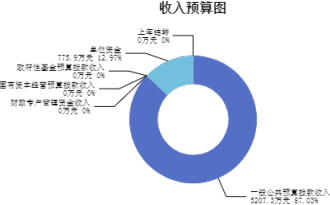 收入预算图
上年结转
0万元 0%
单位资金
775.9万元 12.97%
政府性基金预算拨款收入
0万元 0%
国有资本经营预算拨款收入
0万元 0%
财政专户管理资金收入
0万元 0%
一般公共预算拨款收入
5207.3万元 87.03%